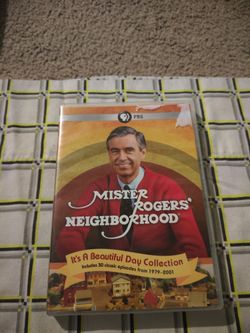 PBS
MISTER
ROGERS'
NEIGHBORHOOD
It's A Beautiful Day Collection
Includes 30 classic episodes from 1979-2001